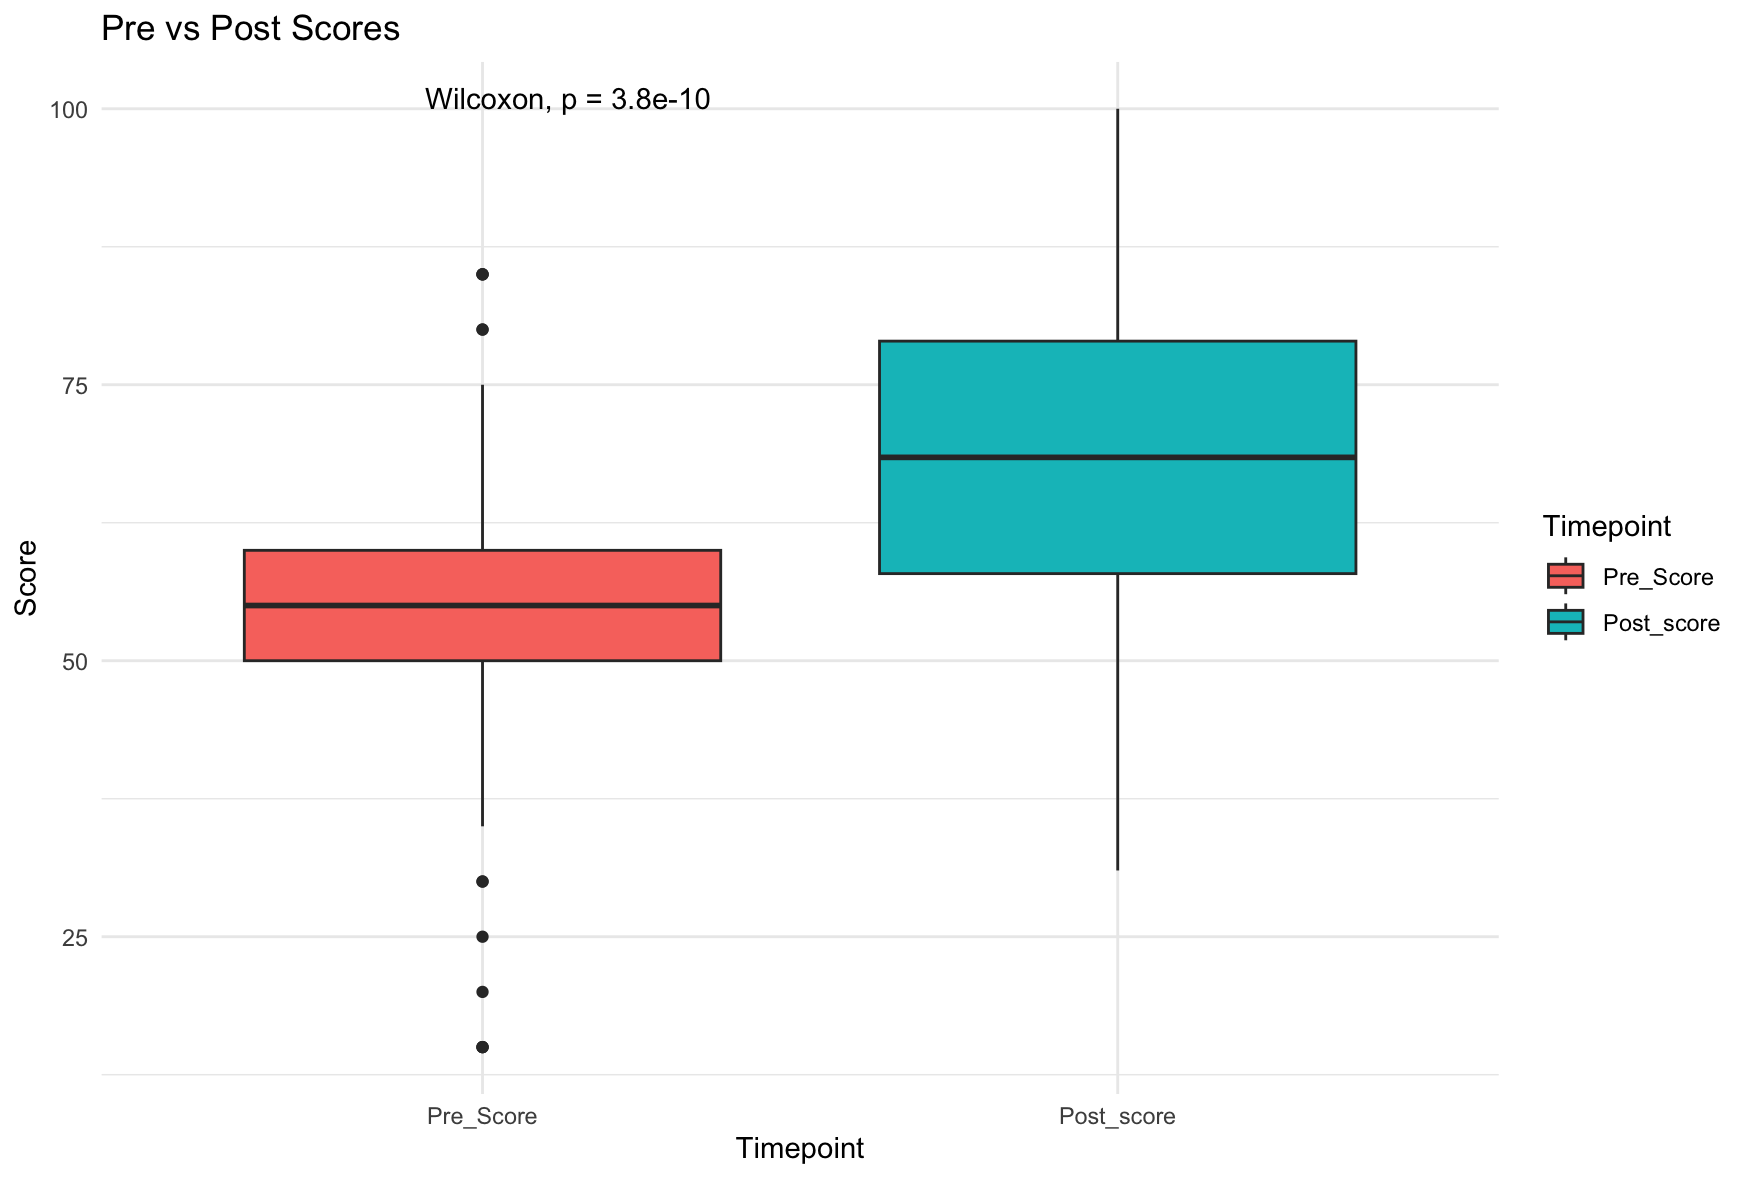 Pre vs Post Scores
Wilcoxon, p = 3.8e-10
100
75
50
25
Score
Pre_Score
Post_score
Timepoint
Timepoint
Pre_Score
Post_score